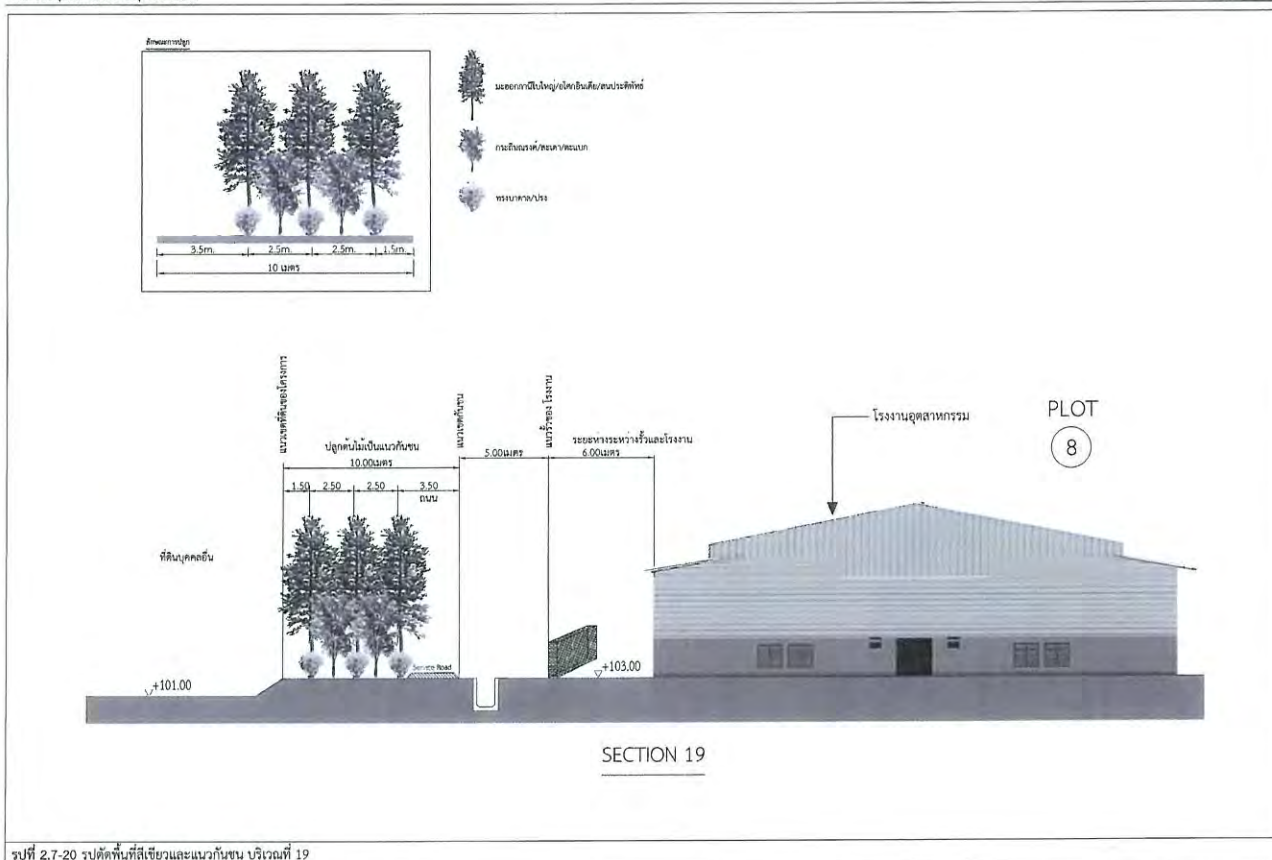 ลักษณะการปลูก
มะฮอกกานีใบใหญ่/อโศกอินเดีย/สนประดิพัทธ์
กระถินณรงค์/สะเดา/ตะแบก
ทรงบาดาล/ปรง
3.5m. 2.5m. 2.5m. 1.5m.
10 เมตร
แนวเขตที่ดินของโครงการ
ปลูกต้นไม้เป็นแนวกันชน
10.00เมตร
1.50 2.50 2.50 3.50
ถนน
แนวเขตกันชน
5.00เมตร
แนวรั้วของ โรงงาน
ระยะห่างระหว่างรั้วและโรงงาน
6.00เมตร
โรงงานอุตสาหกรรม
PLOT
8
ที่ดินบุคคลอื่น
Service Road
+101.00
+103.00
SECTION 19
รูปที่ 2.7-20 รูปตัดพื้นที่สีเขียวและแนวกันชน บริเวณที่ 19